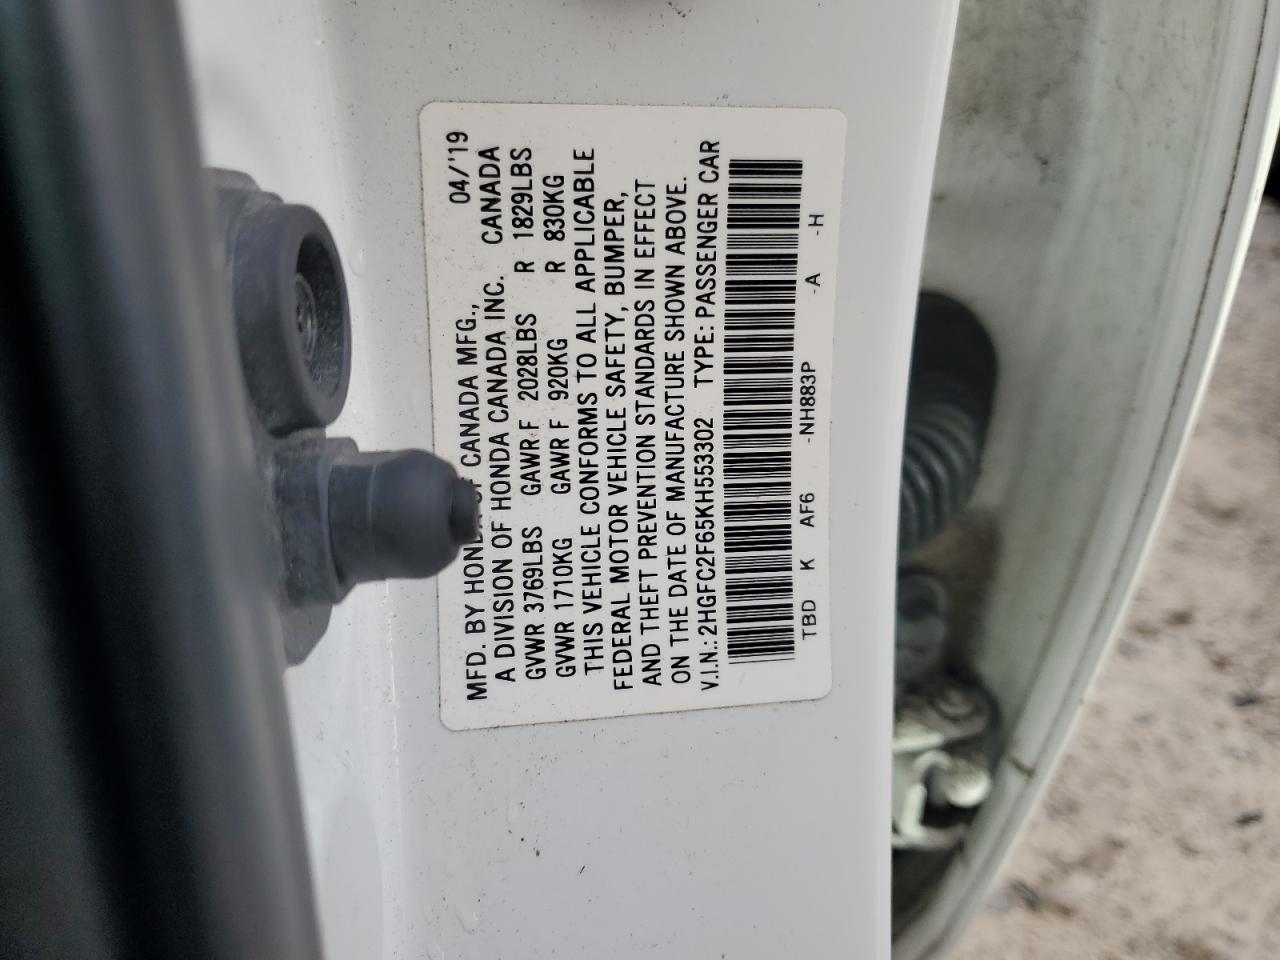 04/'19
MFD. BY HONDA OF CANADA MFG.,
A DIVISION OF HONDA CANADA INC. CANADA
GVWR 3769LBS GAWR F 2028LBS R 1829LBS
GVWR 1710KG GAWR F 920KG R 830KG
THIS VEHICLE CONFORMS TO ALL APPLICABLE
FEDERAL MOTOR VEHICLE SAFETY, BUMPER,
AND THEFT PREVENTION STANDARDS IN EFFECT
ON THE DATE OF MANUFACTURE SHOWN ABOVE.
V.I.N.: 2HGFC2F65KH553302 TYPE: PASSENGER CAR
TBD K AF6 -NH883P -A -H